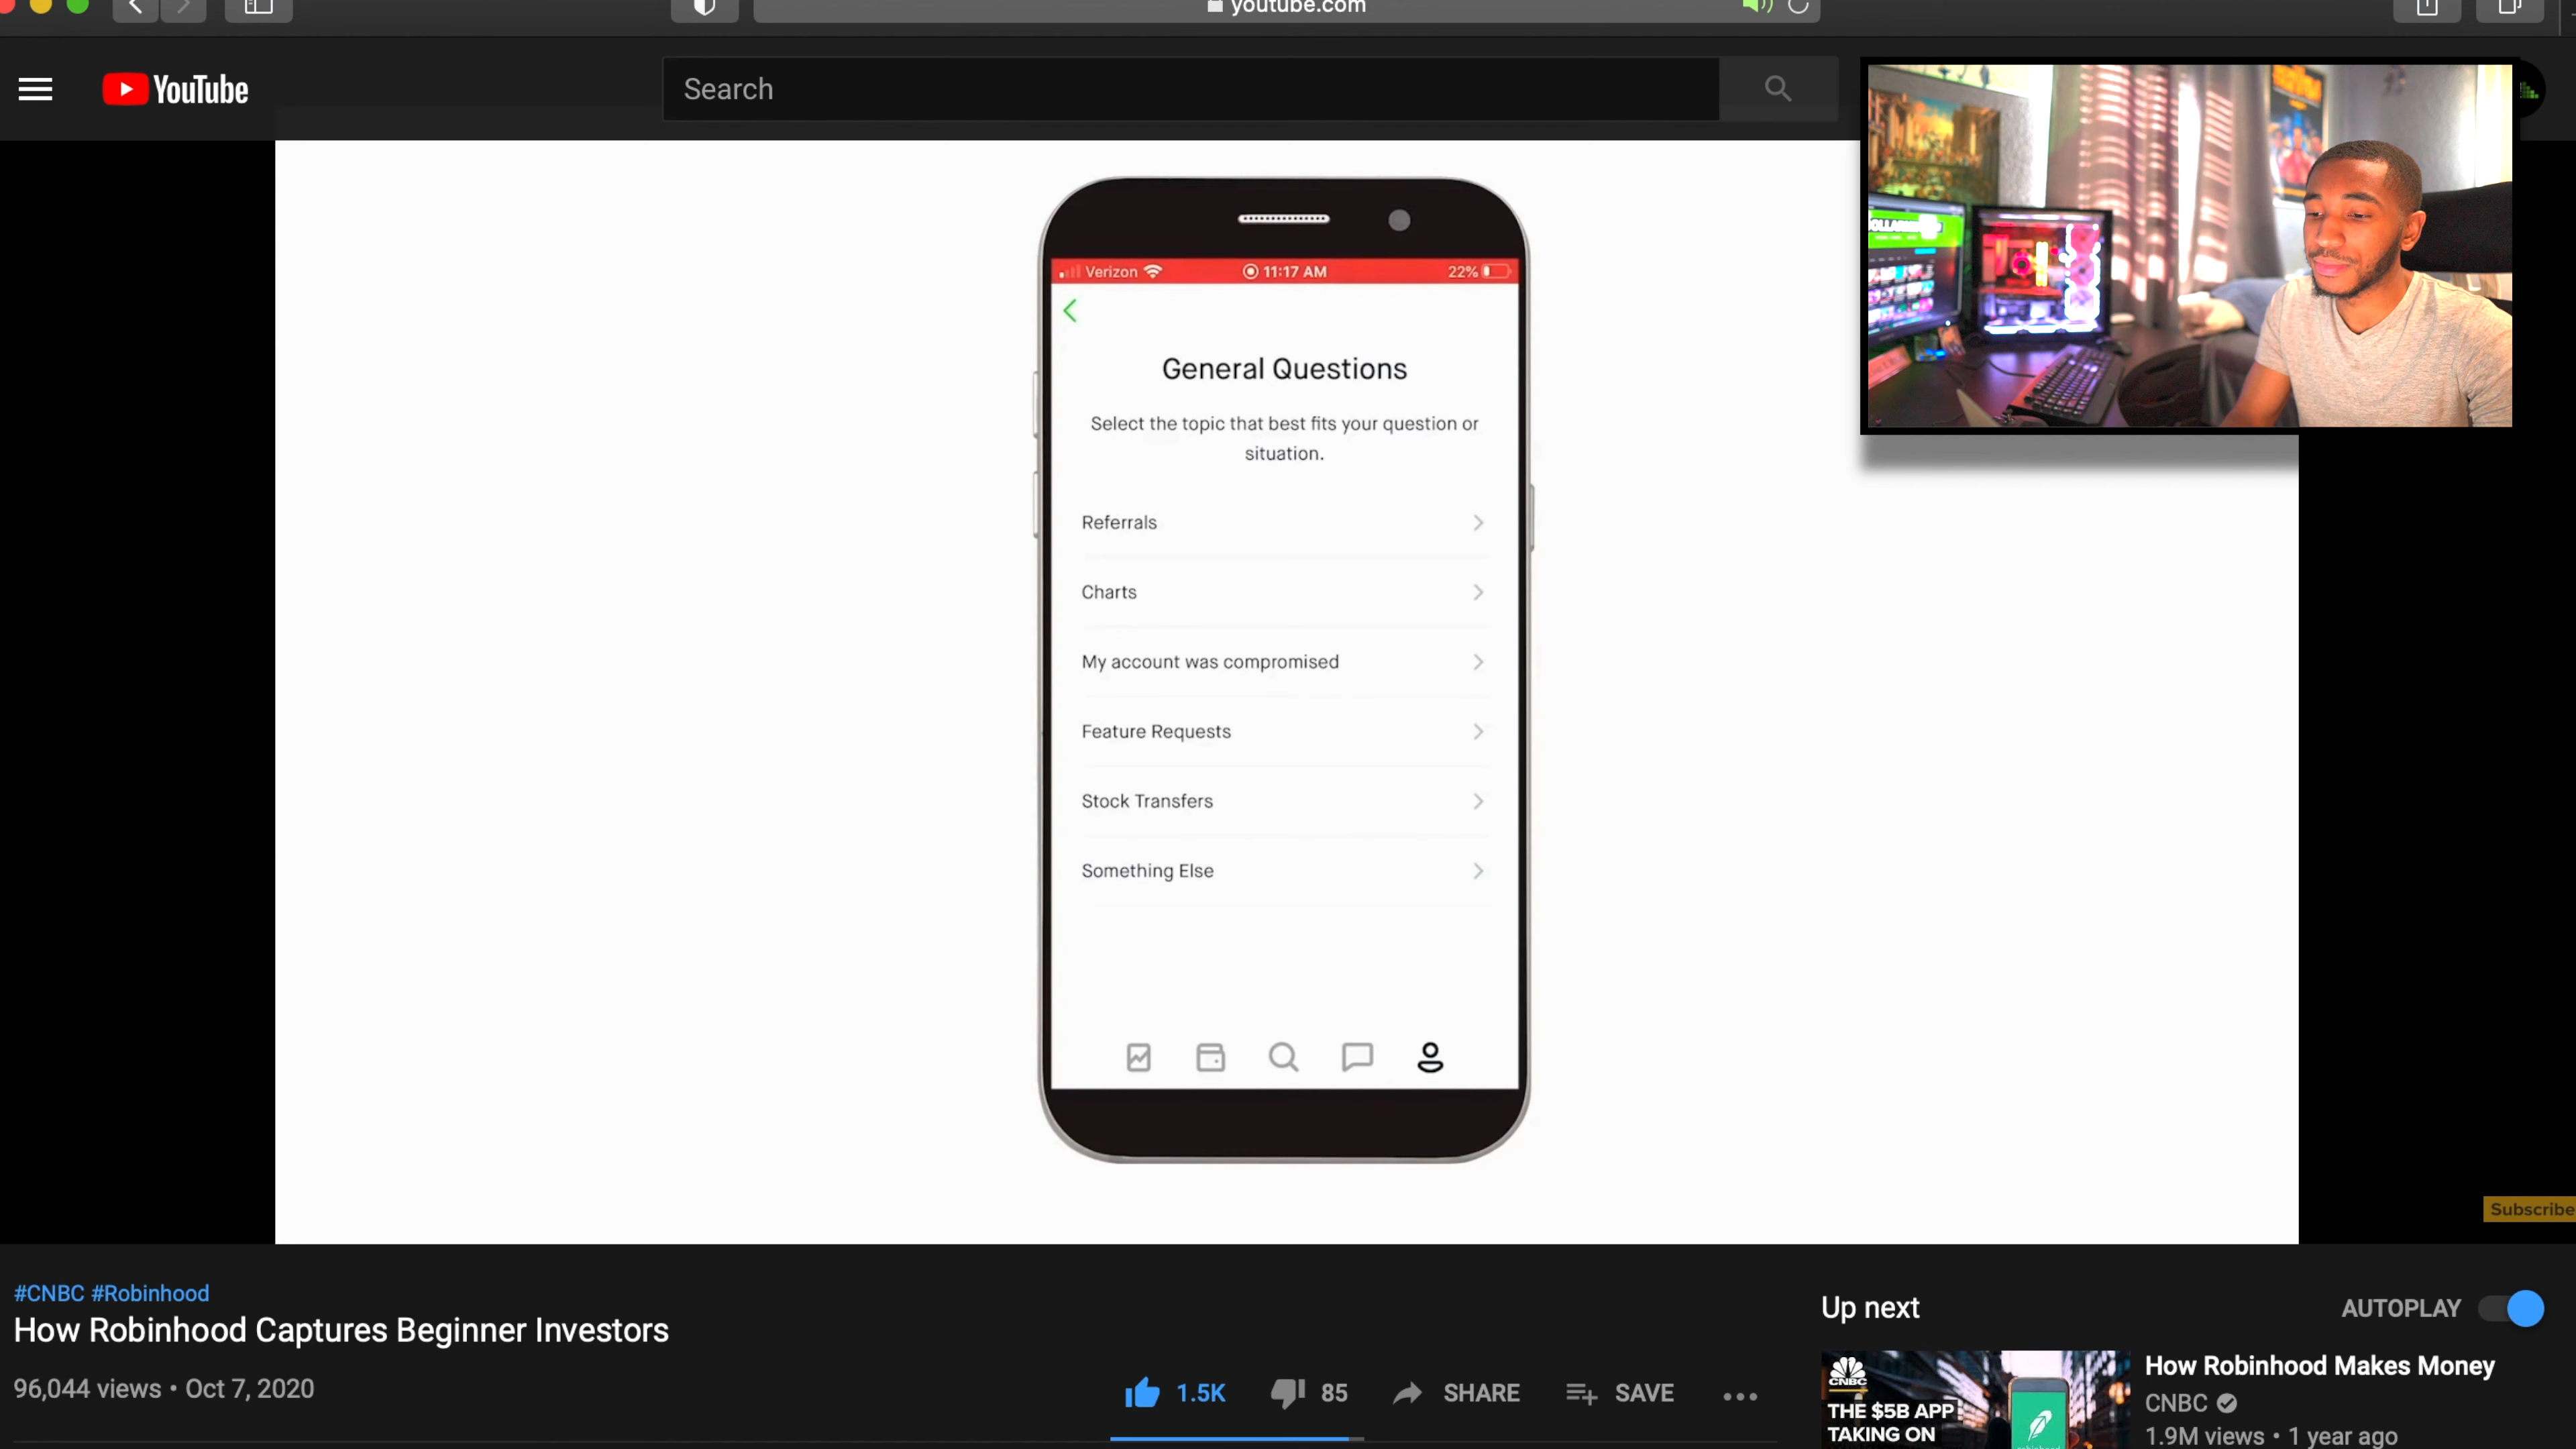 youtube.com
YouTube
Search
Verizon
11:17 AM
22%
General Questions
Select the topic that best fits your question or
situation.
Referrals
Charts
My account was compromised
Feature Requests
Stock Transfers
Something Else
Subscribe
#CNBC #Robinhood
How Robinhood Captures Beginner Investors
96,044 views • Oct 7, 2020
1.5K
85
SHARE
SAVE
Up next
AUTOPLAY
CNBC
THE $5B APP
TAKING ON
How Robinhood Makes Money
CNBC
1.9M views • 1 year ago